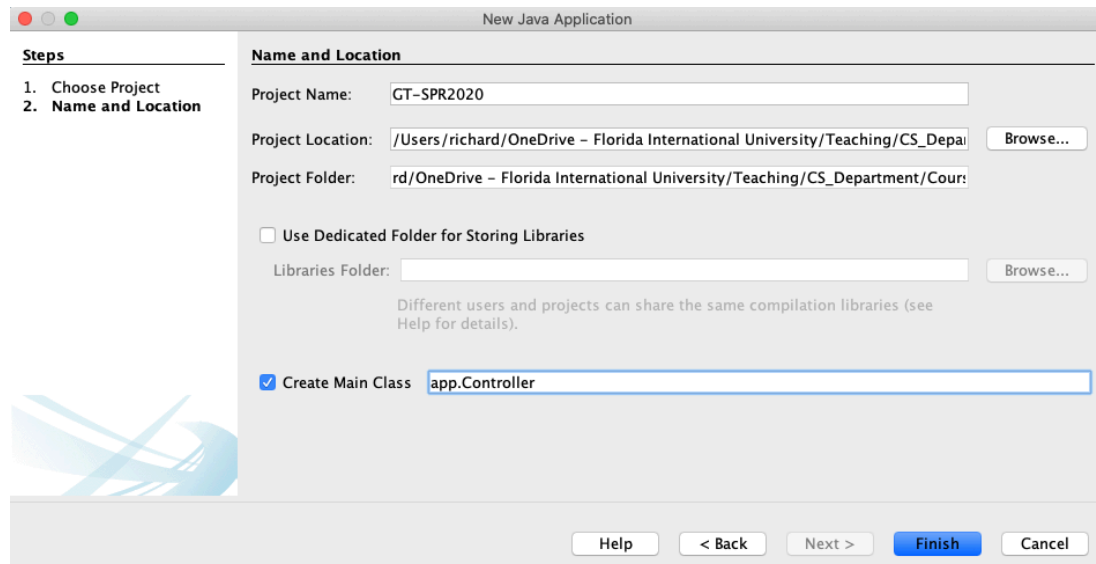 New Java Application
Steps
1. Choose Project
2. Name and Location
Name and Location
Project Name: GT-SPR2020
Project Location: /Users/richard/OneDrive – Florida International University/Teaching/CS_Depai Browse...
Project Folder: rd/OneDrive – Florida International University/Teaching/CS_Department/Cours
Use Dedicated Folder for Storing Libraries
Libraries Folder: Browse...
Different users and projects can share the same compilation libraries (see
Help for details).
Create Main Class app.Controller
Help < Back Next > Finish Cancel